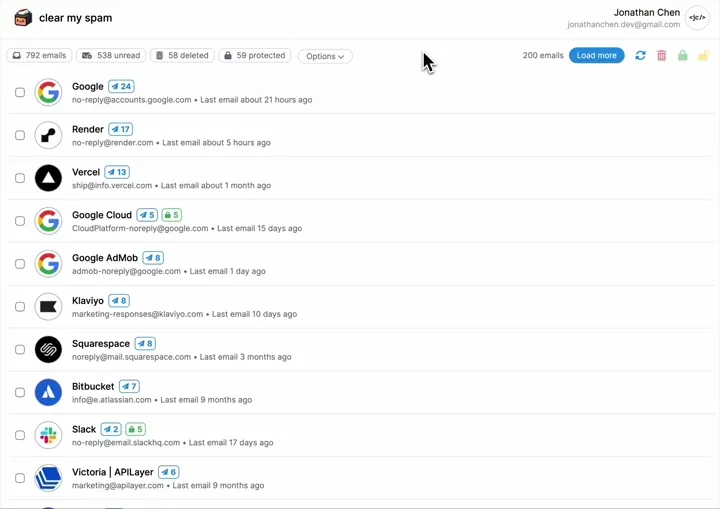 clear my spam
Jonathan Chen
jonathanchen.dev@gmail.com
<jc/>
792 emails
538 unread
58 deleted
59 protected
Options
200 emails
Load more
Google 24
no-reply@accounts.google.com • Last email about 21 hours ago
Render 17
no-reply@render.com • Last email about 5 hours ago
Vercel 13
ship@info.vercel.com • Last email about 1 month ago
Google Cloud 5 5
CloudPlatform-noreply@google.com • Last email 15 days ago
Google AdMob 8
admob-noreply@google.com • Last email 1 day ago
Klaviyo 8
marketing-responses@klaviyo.com • Last email 10 days ago
Squarespace 8
noreply@mail.squarespace.com • Last email 3 months ago
Bitbucket 7
info@e.atlassian.com • Last email 9 months ago
Slack 2 5
no-reply@email.slackhq.com • Last email 17 days ago
Victoria | APILayer 6
marketing@apilayer.com • Last email 9 months ago